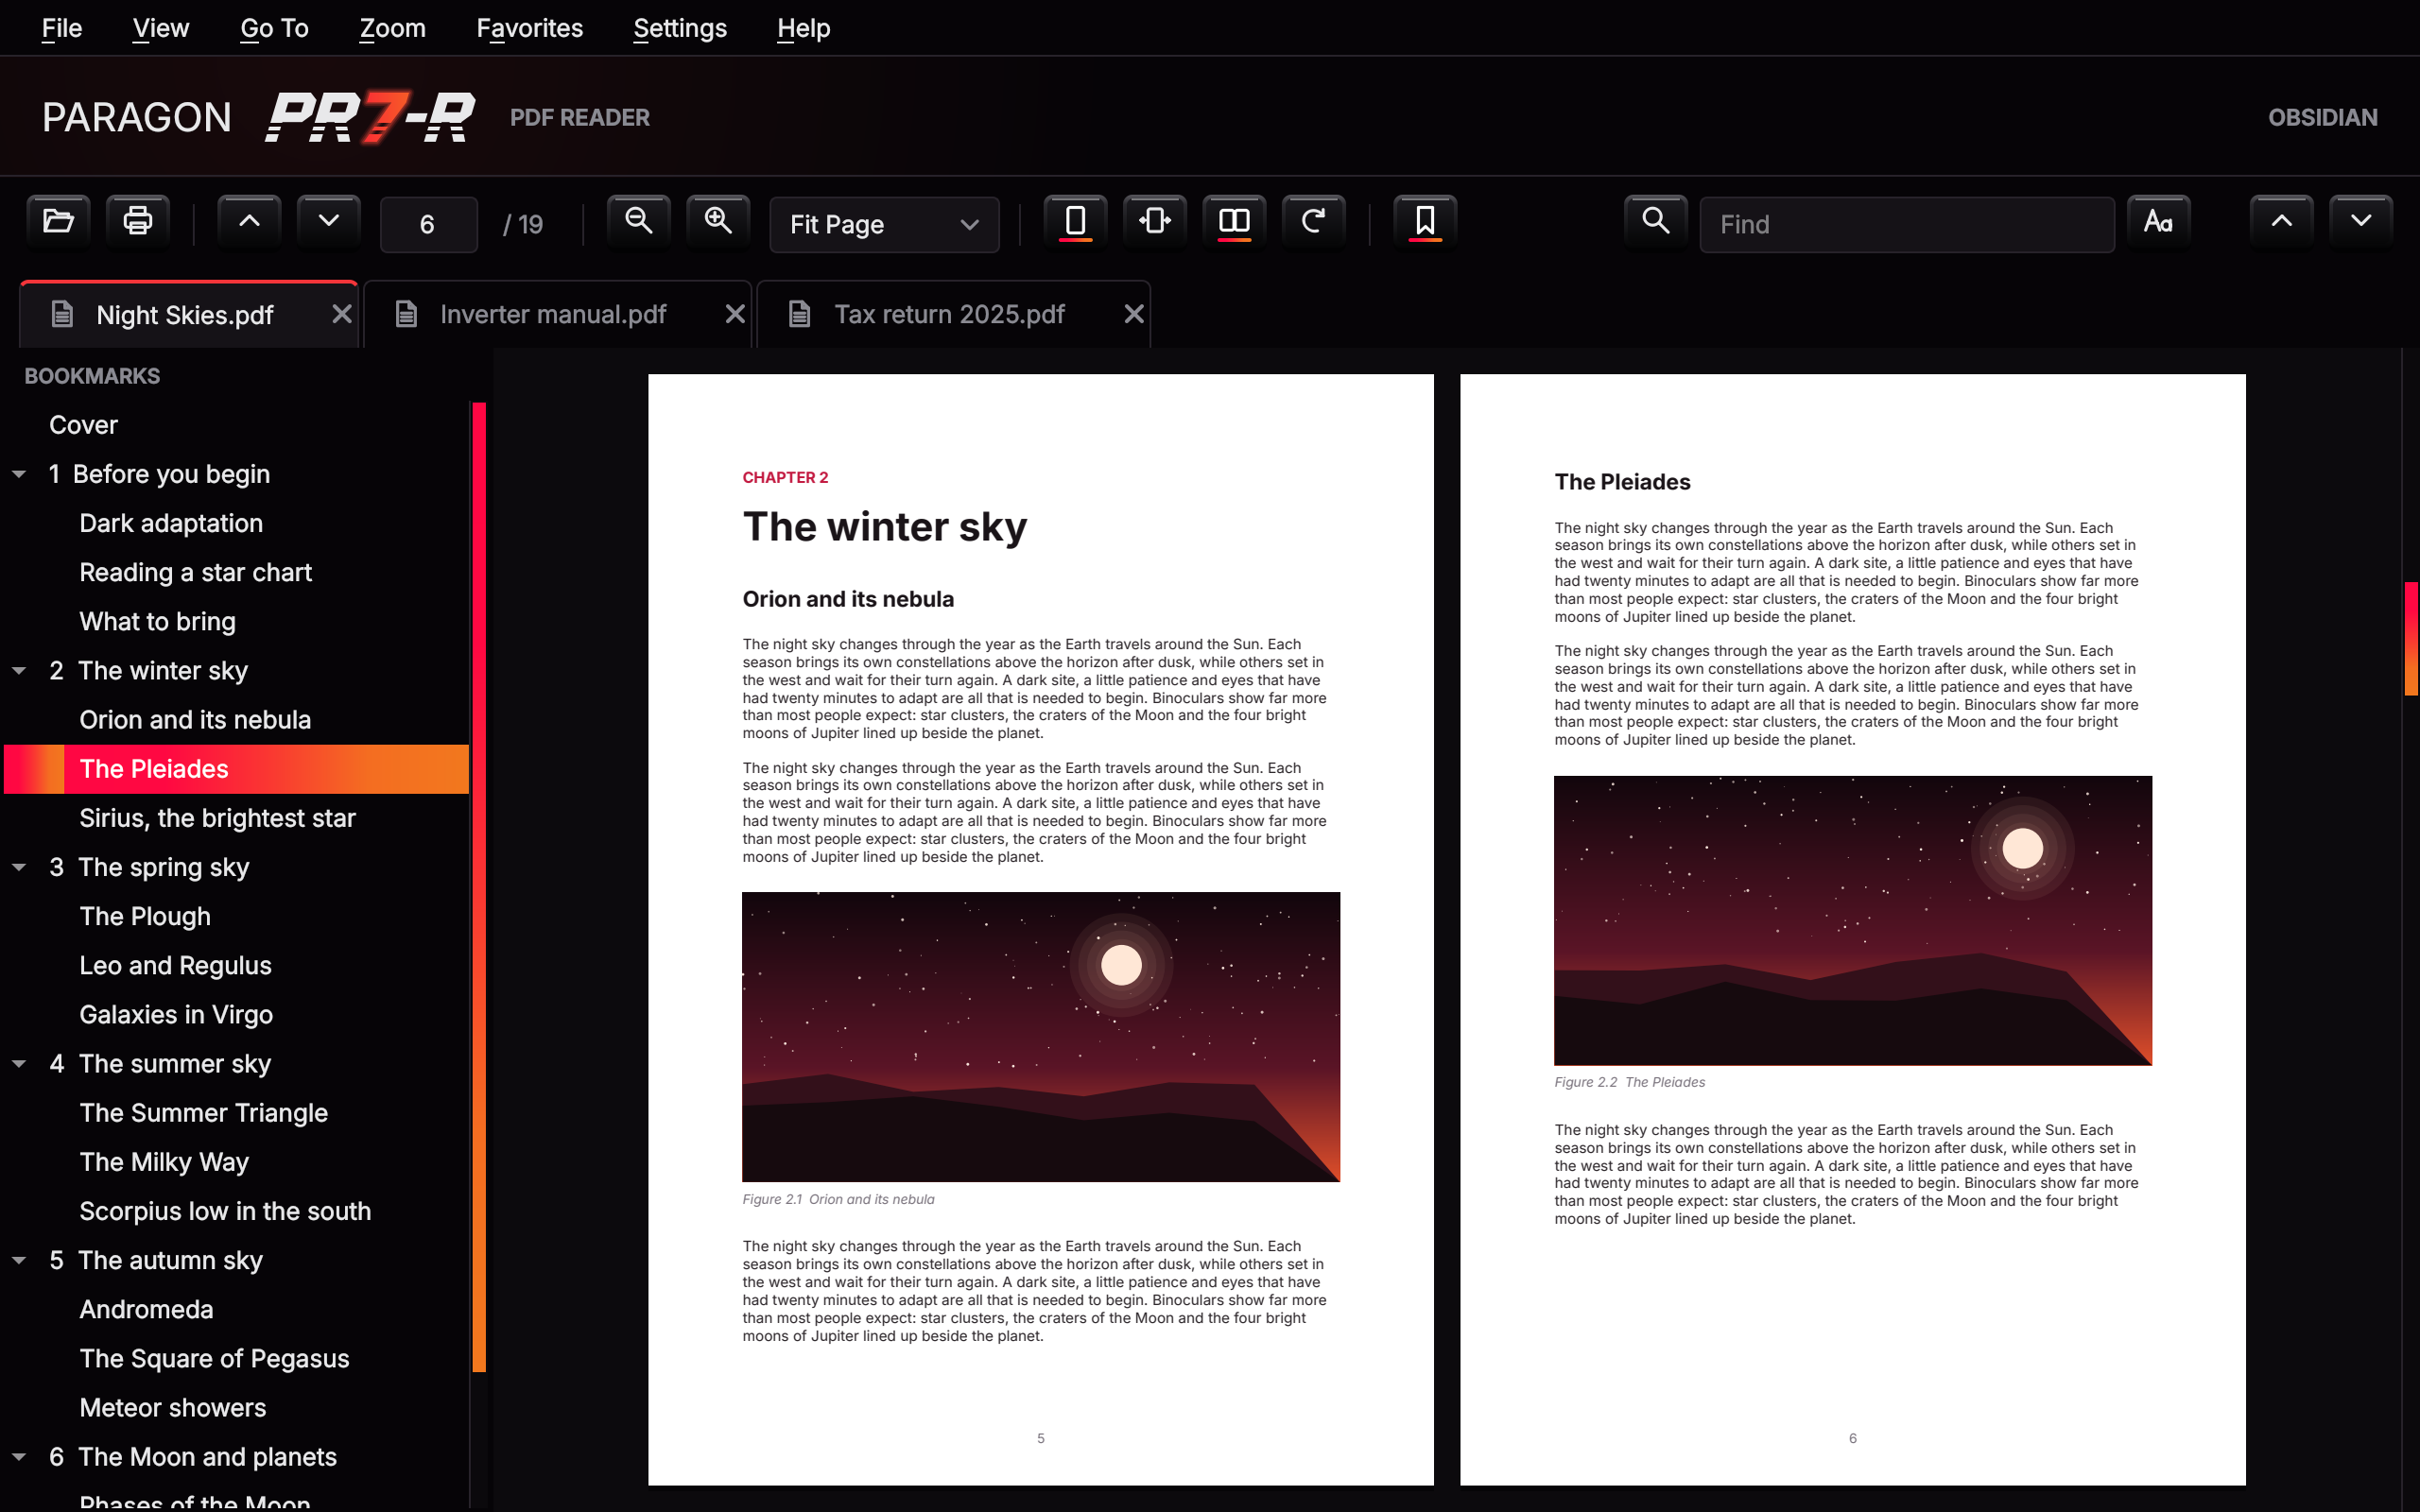 File View Go To Zoom Favorites Settings Help
PARAGON PR7-R PDF READER OBSIDIAN
6 / 19 Fit Page Find Aa
Night Skies.pdf Inverter manual.pdf Tax return 2025.pdf
BOOKMARKS
Cover
1 Before you begin
Dark adaptation
Reading a star chart
What to bring
2 The winter sky
Orion and its nebula
The Pleiades
Sirius, the brightest star
3 The spring sky
The Plough
Leo and Regulus
Galaxies in Virgo
4 The summer sky
The Summer Triangle
The Milky Way
Scorpius low in the south
5 The autumn sky
Andromeda
The Square of Pegasus
Meteor showers
6 The Moon and planets
Phases of the Moon
CHAPTER 2
The winter sky
Orion and its nebula
The night sky changes through the year as the Earth travels around the Sun. Each
season brings its own constellations above the horizon after dusk, while others set in
the west and wait for their turn again. A dark site, a little patience and eyes that have
had twenty minutes to adapt are all that is needed to begin. Binoculars show far more
than most people expect: star clusters, the craters of the Moon and the four bright
moons of Jupiter lined up beside the planet.
The night sky changes through the year as the Earth travels around the Sun. Each
season brings its own constellations above the horizon after dusk, while others set in
the west and wait for their turn again. A dark site, a little patience and eyes that have
had twenty minutes to adapt are all that is needed to begin. Binoculars show far more
than most people expect: star clusters, the craters of the Moon and the four bright
moons of Jupiter lined up beside the planet.
Figure 2.1 Orion and its nebula
The night sky changes through the year as the Earth travels around the Sun. Each
season brings its own constellations above the horizon after dusk, while others set in
the west and wait for their turn again. A dark site, a little patience and eyes that have
had twenty minutes to adapt are all that is needed to begin. Binoculars show far more
than most people expect: star clusters, the craters of the Moon and the four bright
moons of Jupiter lined up beside the planet.
5
The Pleiades
The night sky changes through the year as the Earth travels around the Sun. Each
season brings its own constellations above the horizon after dusk, while others set in
the west and wait for their turn again. A dark site, a little patience and eyes that have
had twenty minutes to adapt are all that is needed to begin. Binoculars show far more
than most people expect: star clusters, the craters of the Moon and the four bright
moons of Jupiter lined up beside the planet.
The night sky changes through the year as the Earth travels around the Sun. Each
season brings its own constellations above the horizon after dusk, while others set in
the west and wait for their turn again. A dark site, a little patience and eyes that have
had twenty minutes to adapt are all that is needed to begin. Binoculars show far more
than most people expect: star clusters, the craters of the Moon and the four bright
moons of Jupiter lined up beside the planet.
Figure 2.2 The Pleiades
The night sky changes through the year as the Earth travels around the Sun. Each
season brings its own constellations above the horizon after dusk, while others set in
the west and wait for their turn again. A dark site, a little patience and eyes that have
had twenty minutes to adapt are all that is needed to begin. Binoculars show far more
than most people expect: star clusters, the craters of the Moon and the four bright
moons of Jupiter lined up beside the planet.
6